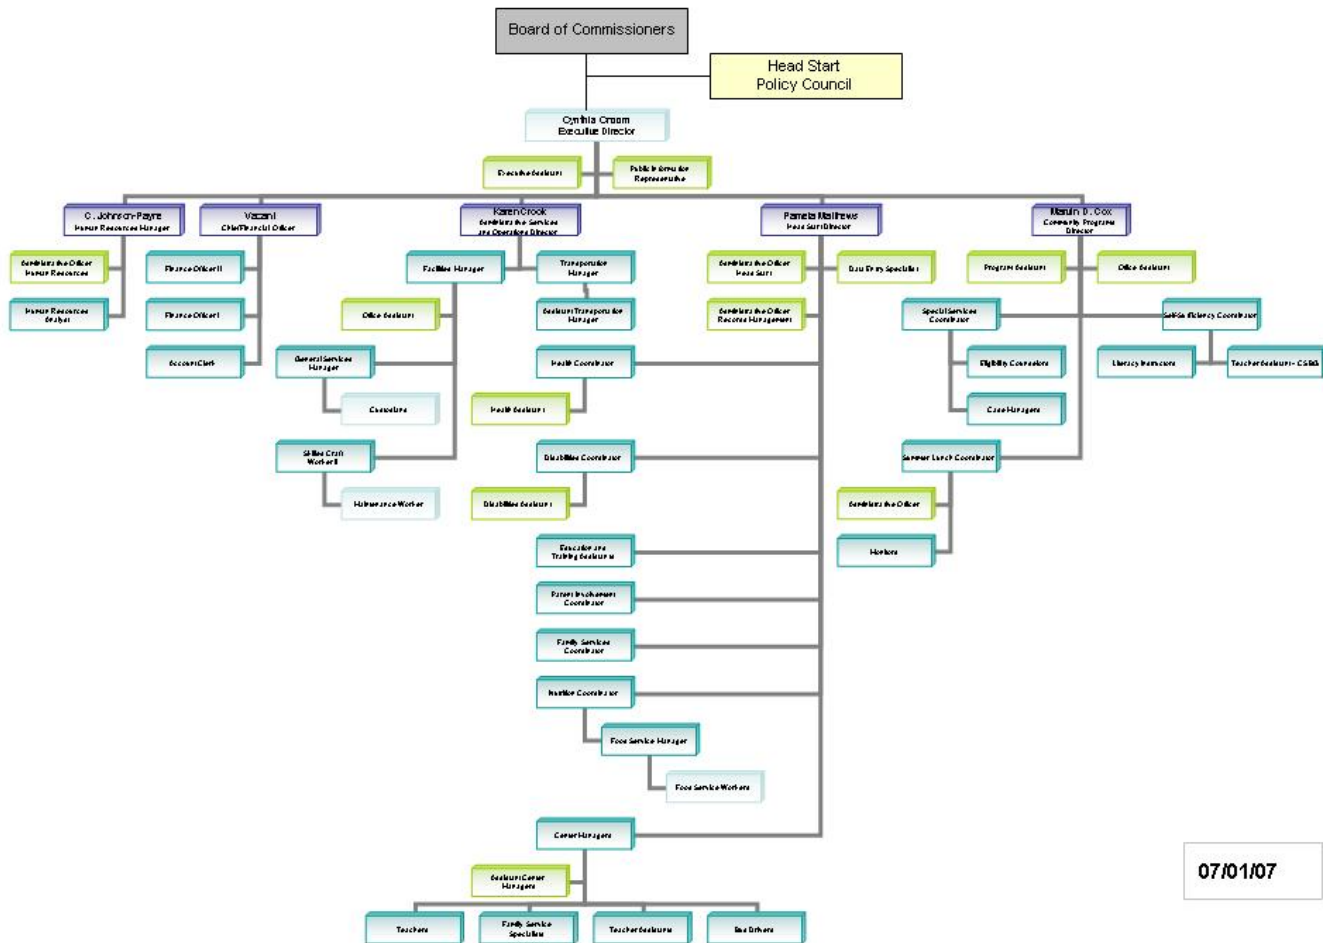 Board of Commissioners
Head Start
Policy Council
Cynthia Croom
Executive Director
Executive Assistant
Public Information
Representative
C. Johnson-Payne
Human Resources Manager
Vacant
Chief Financial Officer
Karen Crook
Administrative Services
and Operations Director
Pamela Matthews
Head Start Director
Marvin D. Cox
Community Programs
Director
Administrative Officer
Human Resources
Finance Officer II
Facilities Manager
Transportation
Manager
Administrative Officer
Head Start
Data Entry Specialist
Program Assistant
Office Assistant
Human Resources
Analyst
Finance Officer I
Office Assistant
Assistant Transportation
Manager
Administrative Officer
Records Management
Special Services
Coordinator
Self-Sufficiency Coordinator
Account Clerk
General Services
Manager
Health Coordinator
Eligibility Counselors
Literacy Instructors
Teacher Assistant - CSBG
Custodians
Health Assistant
Case Managers
Skilled Craft
Worker II
Disabilities Coordinator
Summer Lunch Coordinator
Maintenance Worker
Disabilities Assistant
Administrative Officer
Education and
Training Assistants
Monitors
Parent Involvement
Coordinator
Family Services
Coordinator
Nutrition Coordinator
Food Service Manager
Food Service Workers
Center Managers
Assistant Center
Managers
Teachers
Family Service
Specialists
Teacher Assistants
Bus Drivers
07/01/07